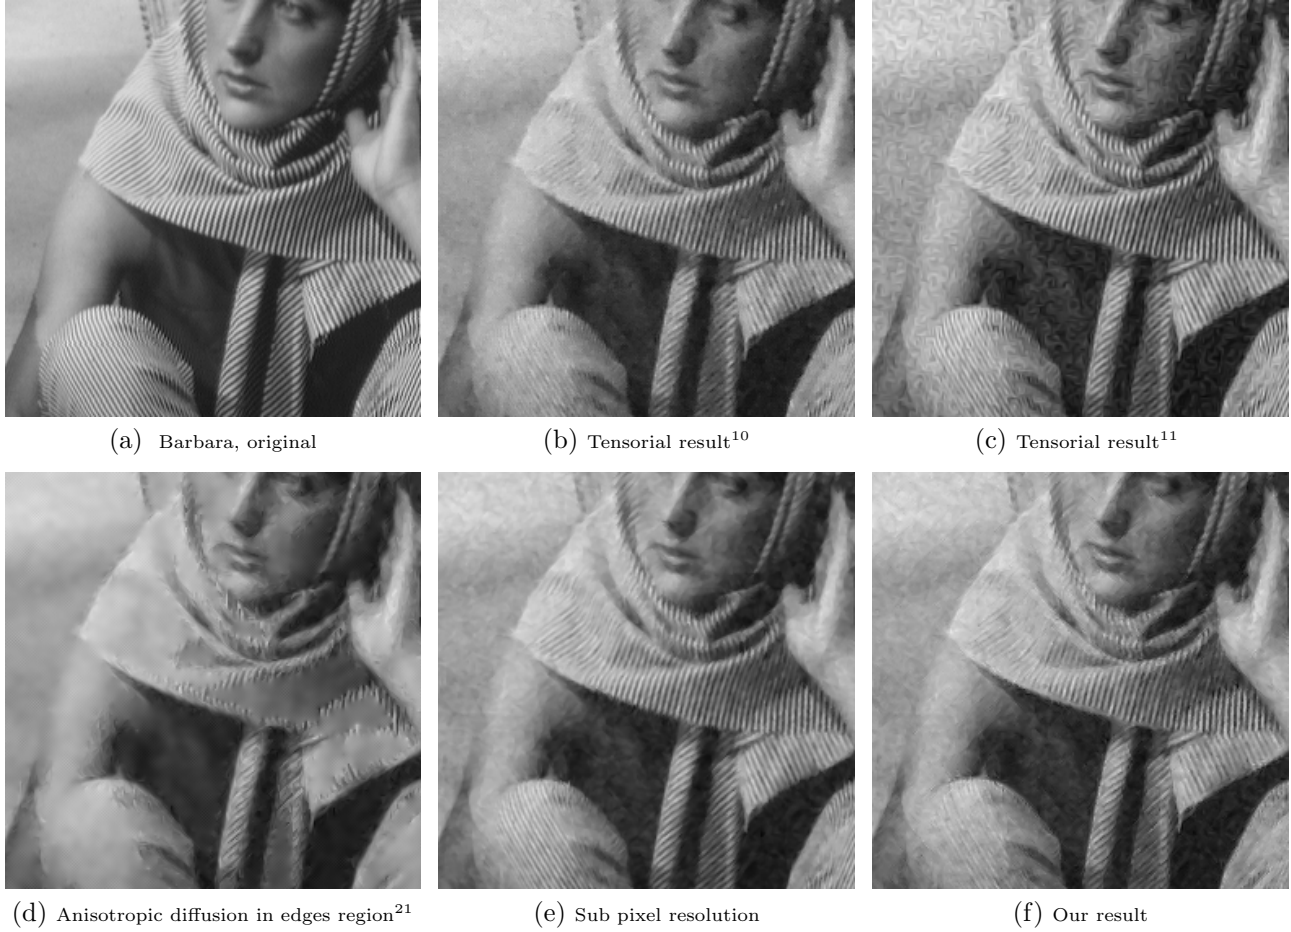 (a) Barbara, original
(b) Tensorial result10
(c) Tensorial result11
(d) Anisotropic diffusion in edges region21
(e) Sub pixel resolution
(f) Our result